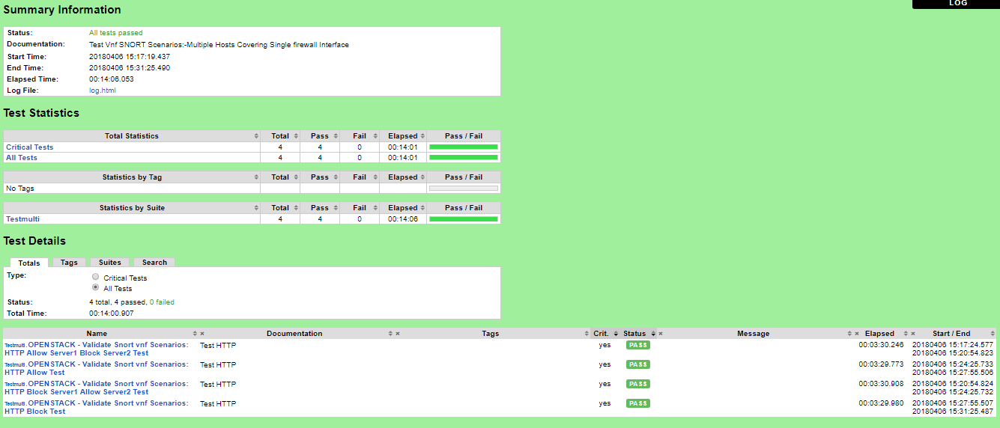 LOG
Summary Information
Status: All tests passed
Documentation: Test Vnf SNORT Scenarios:-Multiple Hosts Covering Single firewall Interface
Start Time: 20180406 15:17:19.437
End Time: 20180406 15:31:25.490
Elapsed Time: 00:14:06.053
Log File: log.html
Test Statistics
Total Statistics Total Pass Fail Elapsed Pass / Fail
Critical Tests 4 4 0 00:14:01
All Tests 4 4 0 00:14:01
Statistics by Tag Total Pass Fail Elapsed Pass / Fail
No Tags
Statistics by Suite Total Pass Fail Elapsed Pass / Fail
Testmulti 4 4 0 00:14:06
Test Details
Totals Tags Suites Search
Type: Critical Tests
All Tests
Status: 4 total, 4 passed, 0 failed
Total Time: 00:14:00.907
Name × Documentation × Tags Crit. Status × Message × Elapsed × Start / End
Testmulti.OPENSTACK - Validate Snort vnf Scenarios: Test HTTP yes PASS 00:03:30.246 20180406 15:17:24.577
HTTP Allow Server1 Block Server2 Test 20180406 15:20:54.823
Testmulti.OPENSTACK - Validate Snort vnf Scenarios: Test HTTP yes PASS 00:03:29.773 20180406 15:24:25.733
HTTP Allow Test 20180406 15:27:55.506
Testmulti.OPENSTACK - Validate Snort vnf Scenarios: Test HTTP yes PASS 00:03:30.908 20180406 15:20:54.824
HTTP Block Server1 Allow Server2 Test 20180406 15:24:25.732
Testmulti.OPENSTACK - Validate Snort vnf Scenarios: Test HTTP yes PASS 00:03:29.980 20180406 15:27:55.507
HTTP Block Test 20180406 15:31:25.487